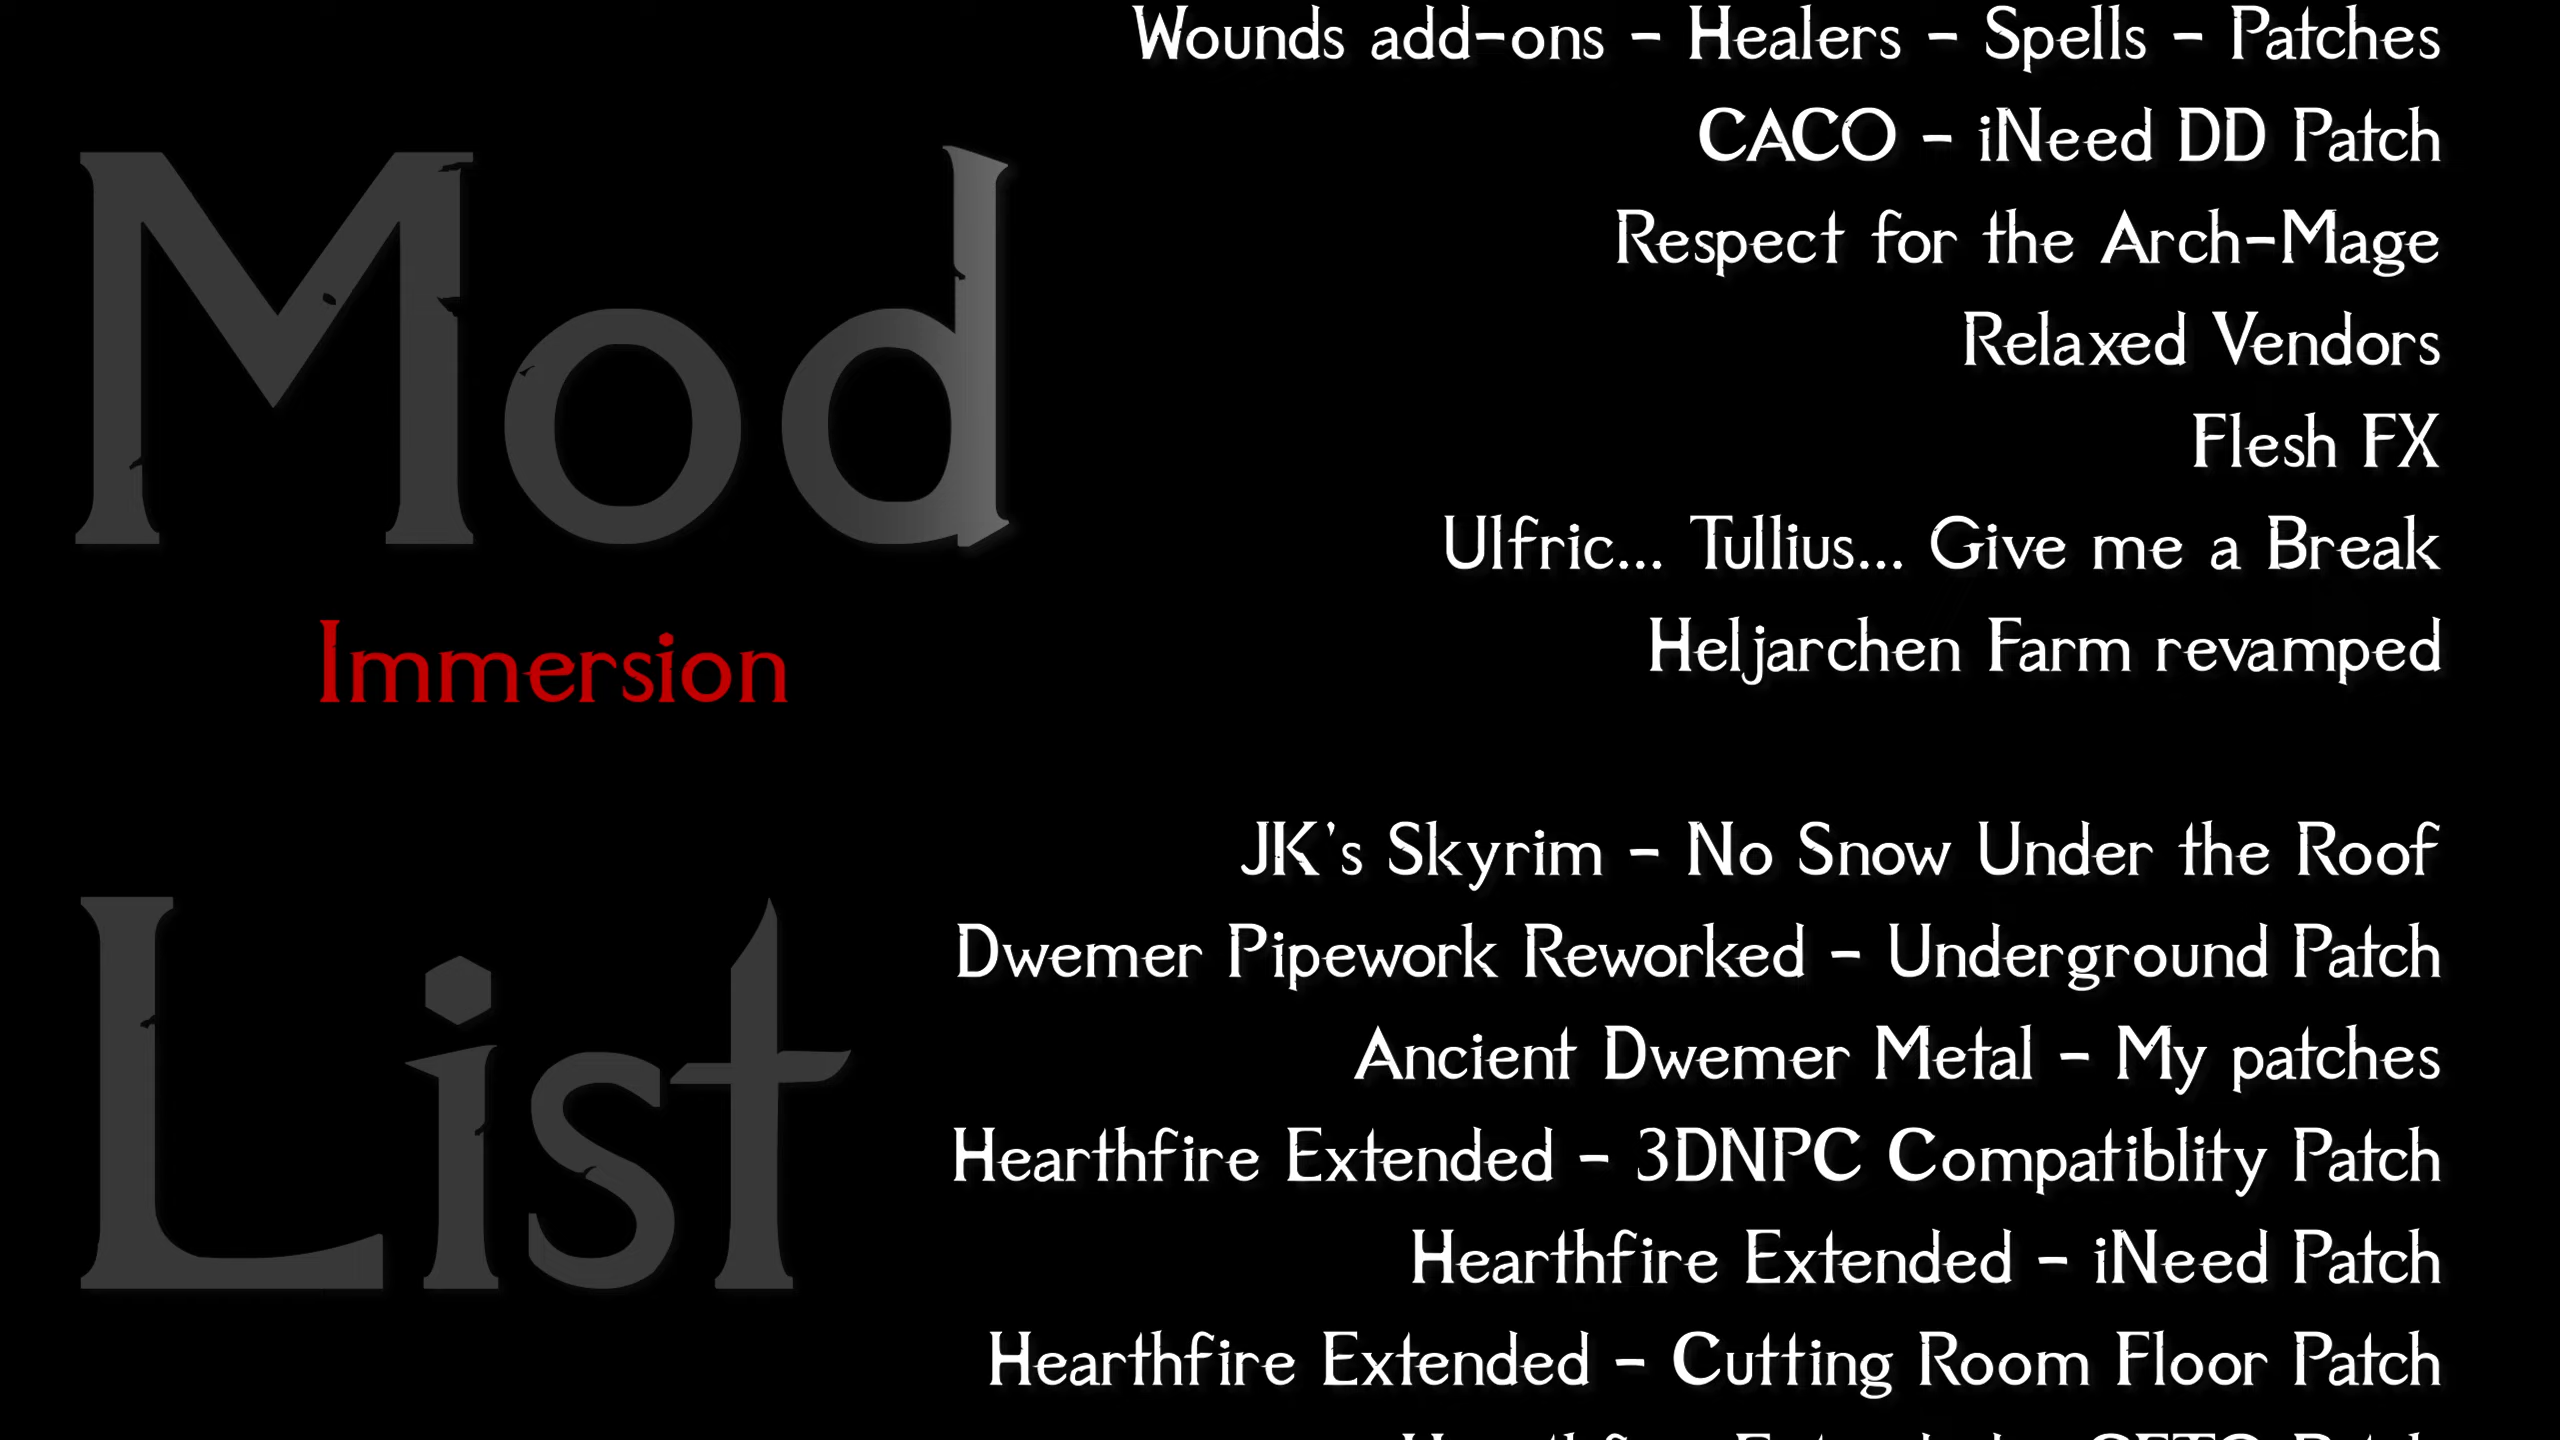 Mod
Immersion
List
Wounds add-ons - Healers - Spells - Patches
CACO - iNeed DD Patch
Respect for the Arch-Mage
Relaxed Vendors
Flesh FX
Ulfric... Tullius... Give me a Break
Heljarchen Farm revamped
JK's Skyrim - No Snow Under the Roof
Dwemer Pipework Reworked - Underground Patch
Ancient Dwemer Metal - My patches
Hearthfire Extended - 3DNPC Compatiblity Patch
Hearthfire Extended - iNeed Patch
Hearthfire Extended - Cutting Room Floor Patch